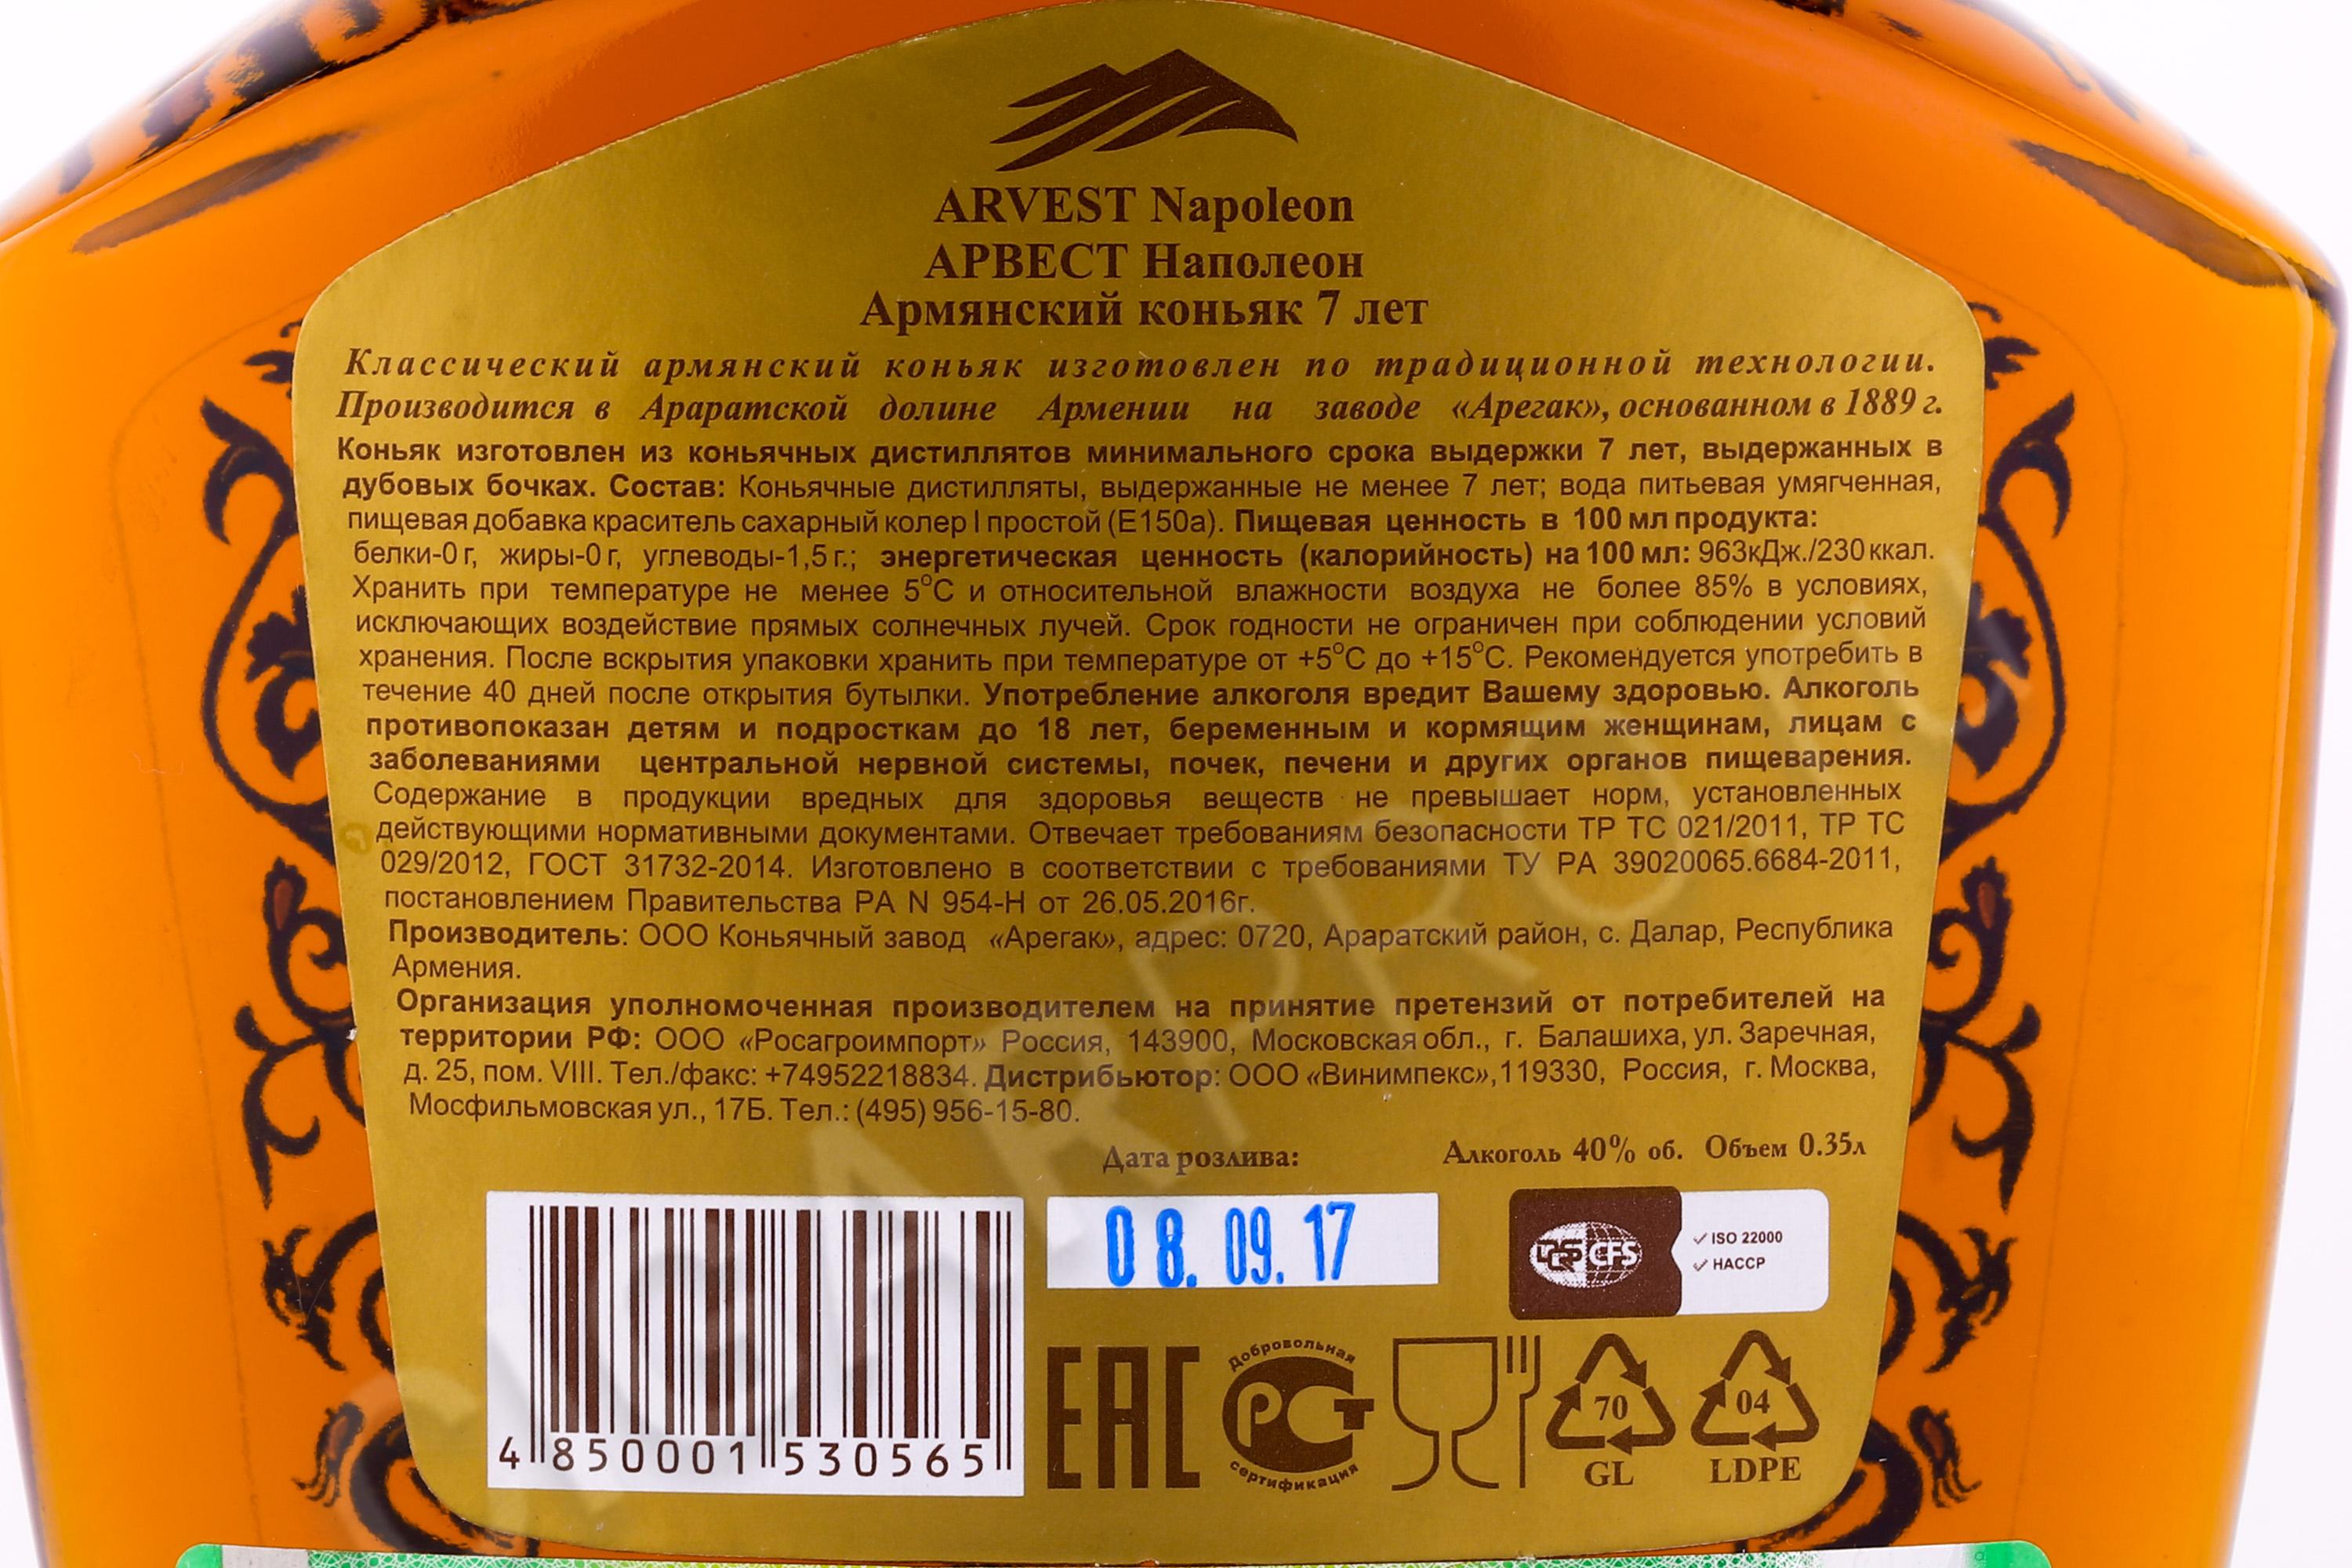 ARVEST Napoleon
АРВЕСТ Наполеон
Армянский коньяк 7 лет
Классический армянский коньяк изготовлен по традиционной технологии.
Производится в Араратской долине Армении на заводе «Арегак», основанном в 1889 г.
Коньяк изготовлен из коньячных дистиллятов минимального срока выдержки 7 лет, выдержанных в
дубовых бочках. Состав: Коньячные дистилляты, выдержанные не менее 7 лет; вода питьевая умягченная,
пищевая добавка краситель сахарный колер I простой (Е150а). Пищевая ценность в 100 мл продукта:
белки-0 г, жиры-0 г, углеводы-1,5 г.; энергетическая ценность (калорийность) на 100 мл: 963кДж./230 ккал.
Хранить при температуре не менее 5°С и относительной влажности воздуха не более 85% в условиях,
исключающих воздействие прямых солнечных лучей. Срок годности не ограничен при соблюдении условий
хранения. После вскрытия упаковки хранить при температуре от +5°С до +15°С. Рекомендуется употребить в
течение 40 дней после открытия бутылки. Употребление алкоголя вредит Вашему здоровью. Алкоголь
противопоказан детям и подросткам до 18 лет, беременным и кормящим женщинам, лицам с
заболеваниями центральной нервной системы, почек, печени и других органов пищеварения.
Содержание в продукции вредных для здоровья веществ не превышает норм, установленных
действующими нормативными документами. Отвечает требованиям безопасности ТР ТС 021/2011, ТР ТС
029/2012, ГОСТ 31732-2014. Изготовлено в соответствии с требованиями ТУ РА 39020065.6684-2011,
постановлением Правительства РА N 954-Н от 26.05.2016г.
Производитель: ООО Коньячный завод «Арегак», адрес: 0720, Араратский район, с. Далар, Республика
Армения.
Организация уполномоченная производителем на принятие претензий от потребителей на
территории РФ: ООО «Росагроимпорт» Россия, 143900, Московская обл., г. Балашиха, ул. Заречная,
д. 25, пом. VIII. Тел./факс: +74952218834. Дистрибьютор: ООО «Винимпекс», 119330, Россия, г. Москва,
Мосфильмовская ул., 17Б. Тел.: (495) 956-15-80.
Дата розлива: Алкоголь 40% об. Объем 0.35л
08.09.17
DQS CFS
✓ ISO 22000
✓ HACCP
4 850001 530565
ЕАС
Добровольная
РСТ
сертификация
70
GL
04
LDPE
CIGARPRO.ru